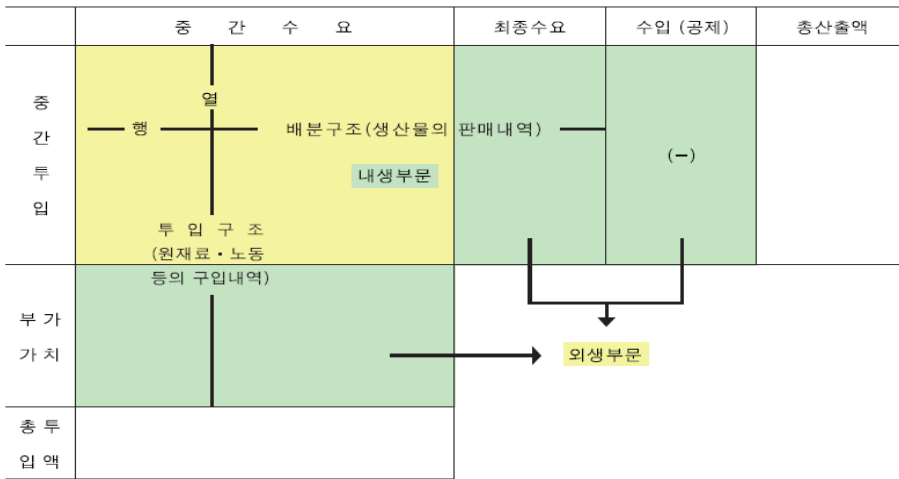 중 간 수 요 최종수요 수입 (공제) 총산출액
중
간
투
입
열
행 배분구조(생산물의 판매내역)
(−)
내생부문
투 입 구 조
(원재료・노동
등의 구입내역)
부 가
가 치
외생부문
총 투
입 액